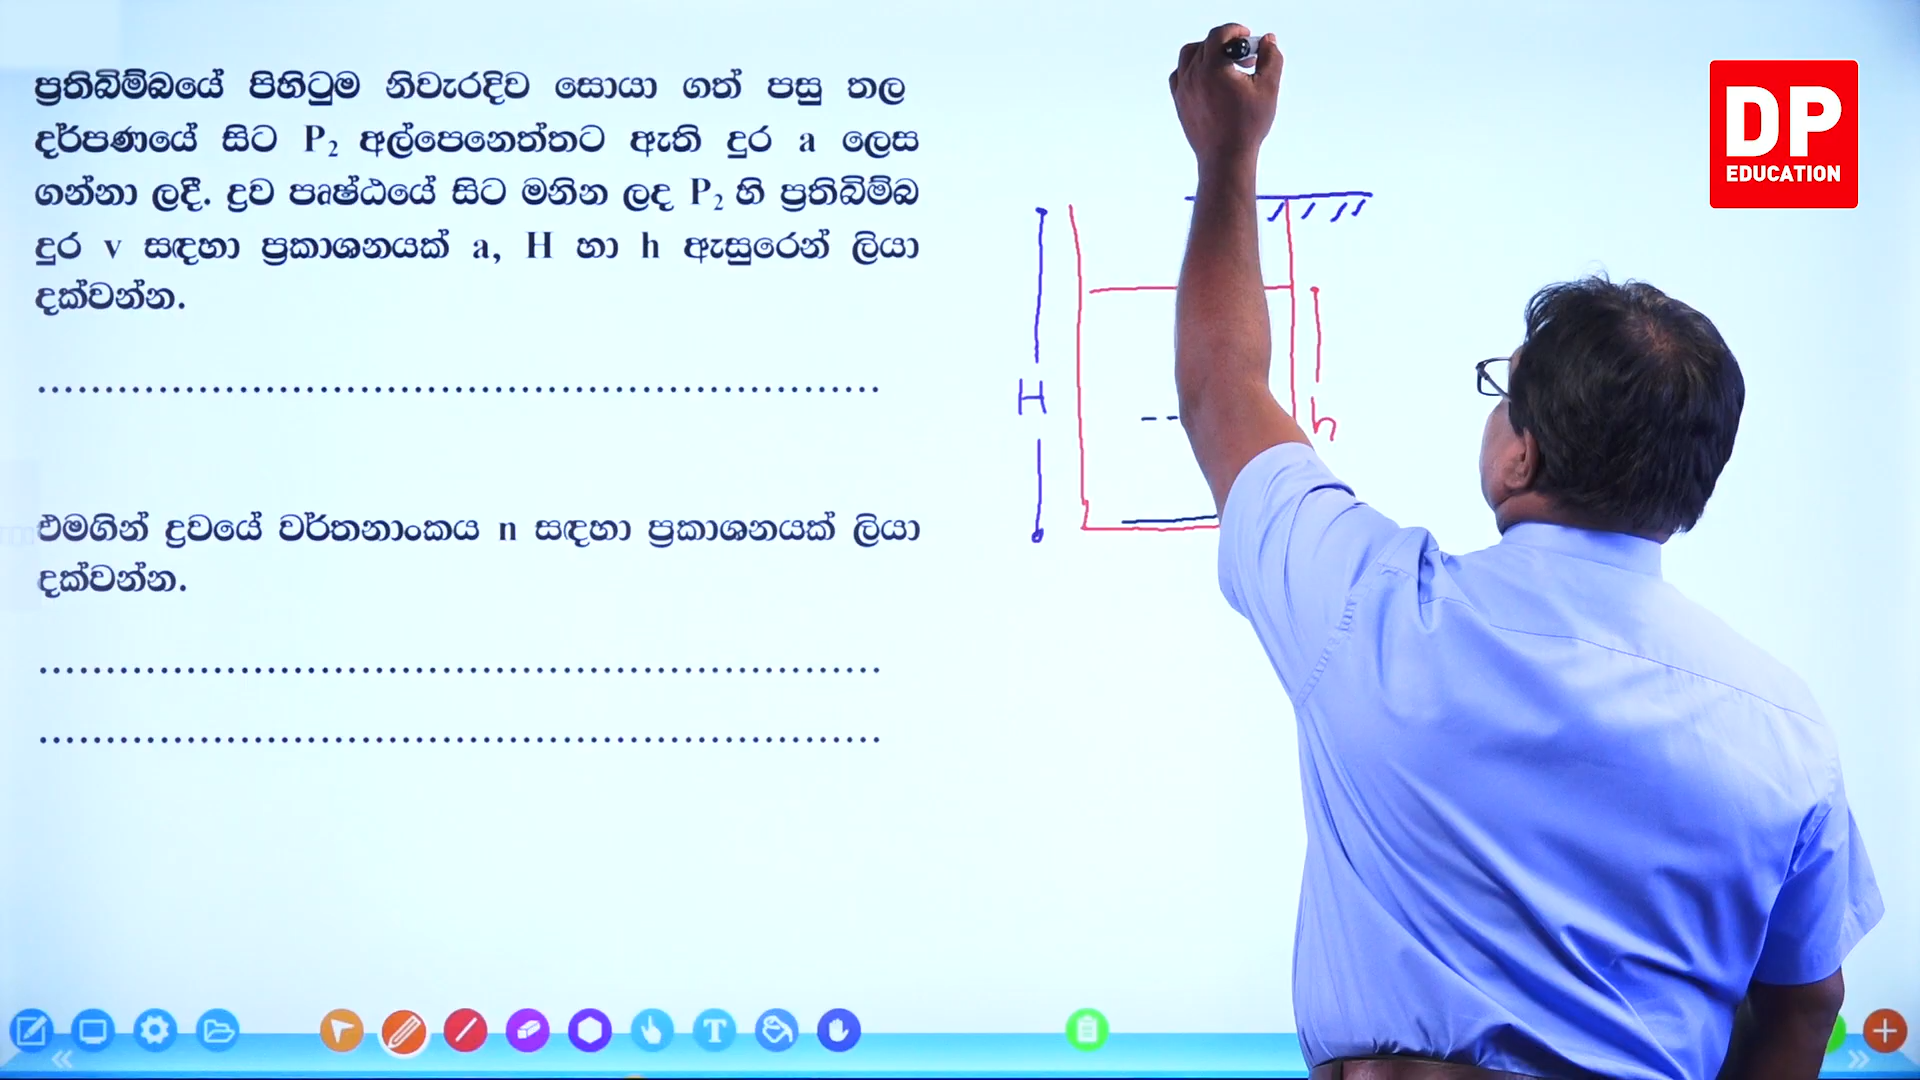 ප්‍රතිබිම්බයේ පිහිටුම නිවැරදිව සොයා ගත් පසු තල
දර්පණයේ සිට P₂ අල්පෙනෙත්තට ඇති දුර a ලෙස
ගන්නා ලදී. ද්‍රව පෘෂ්ඨයේ සිට මනින ලද P₂ හි ප්‍රතිබිම්බ
දුර v සඳහා ප්‍රකාශනයක් a, H හා h ඇසුරෙන් ලියා
දක්වන්න.
එමගින් ද්‍රවයේ වර්තනාංකය n සඳහා ප්‍රකාශනයක් ලියා
දක්වන්න.
H
h
DP
EDUCATION
T